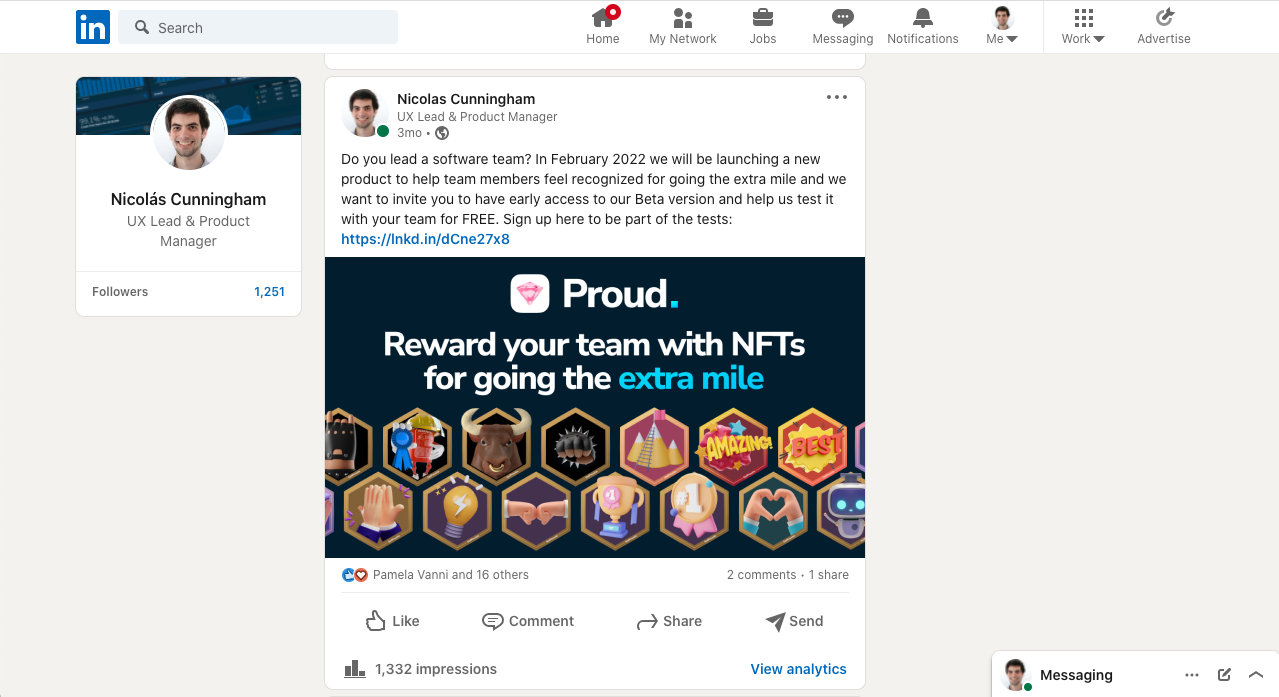 in
Search
Home
My Network
Jobs
Messaging
Notifications
Me
Work
Advertise
Nicolás Cunningham
UX Lead & Product
Manager
Followers
1,251
Nicolas Cunningham
UX Lead & Product Manager
3mo •
Do you lead a software team? In February 2022 we will be launching a new
product to help team members feel recognized for going the extra mile and we
want to invite you to have early access to our Beta version and help us test it
with your team for FREE. Sign up here to be part of the tests:
https://lnkd.in/dCne27x8
Proud.
Reward your team with NFTs
for going the extra mile
AMAZING!
BEST
1
#1
Pamela Vanni and 16 others
2 comments • 1 share
Like
Comment
Share
Send
1,332 impressions
View analytics
Messaging